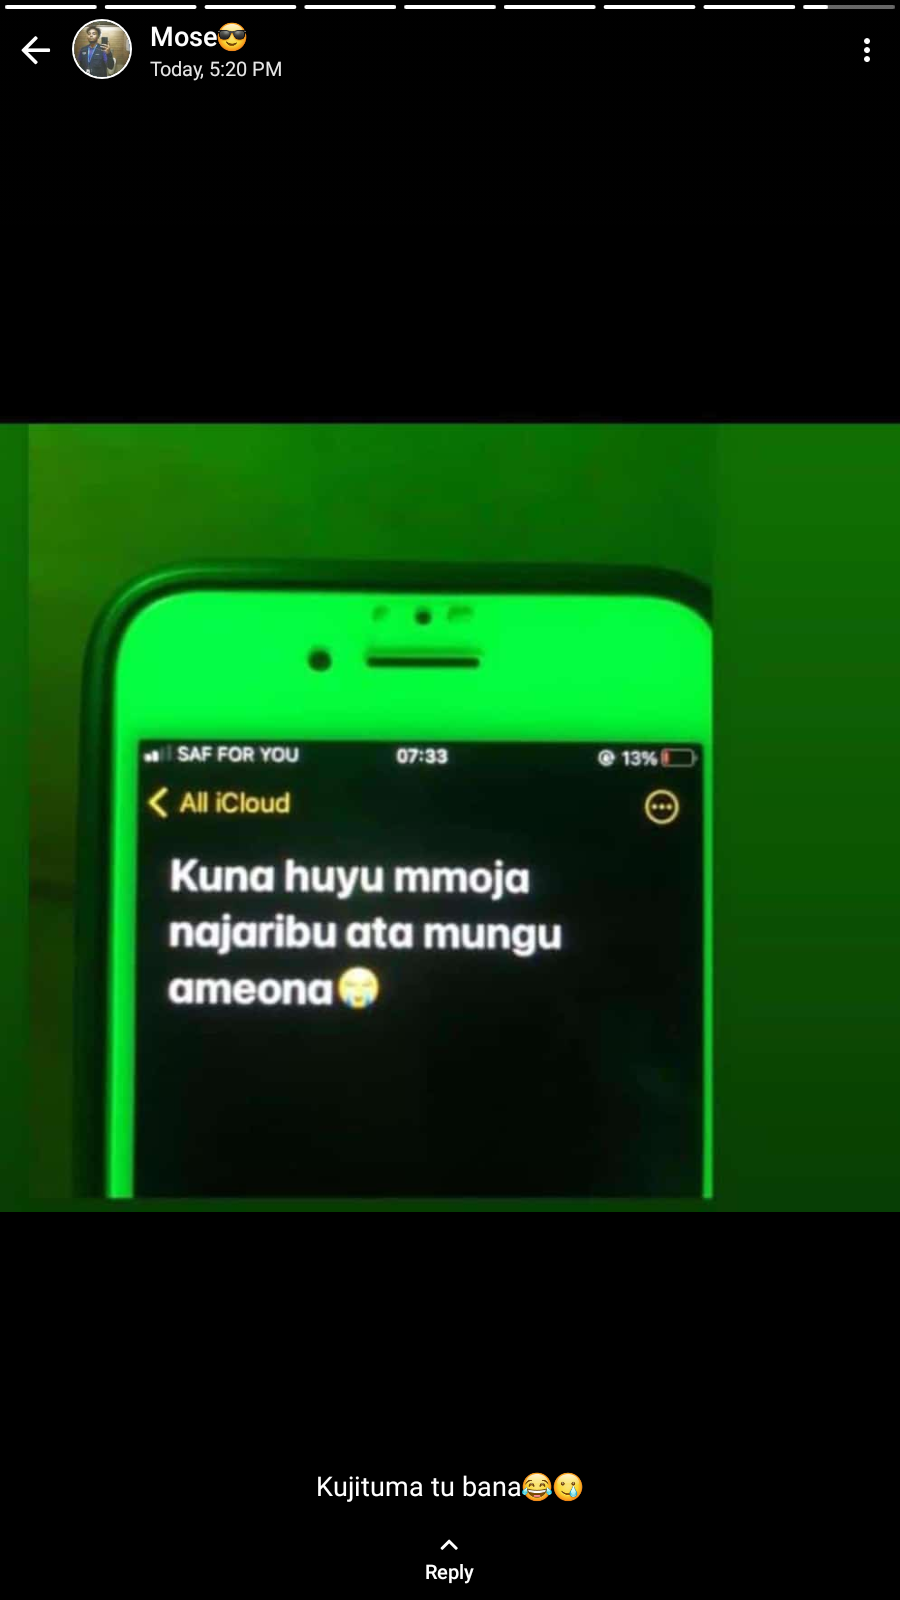 Mose😎
Today, 5:20 PM
SAF FOR YOU 07:33 13%
All iCloud
Kuna huyu mmoja
najaribu ata mungu
ameona😭
Kujituma tu bana😂🥲
Reply